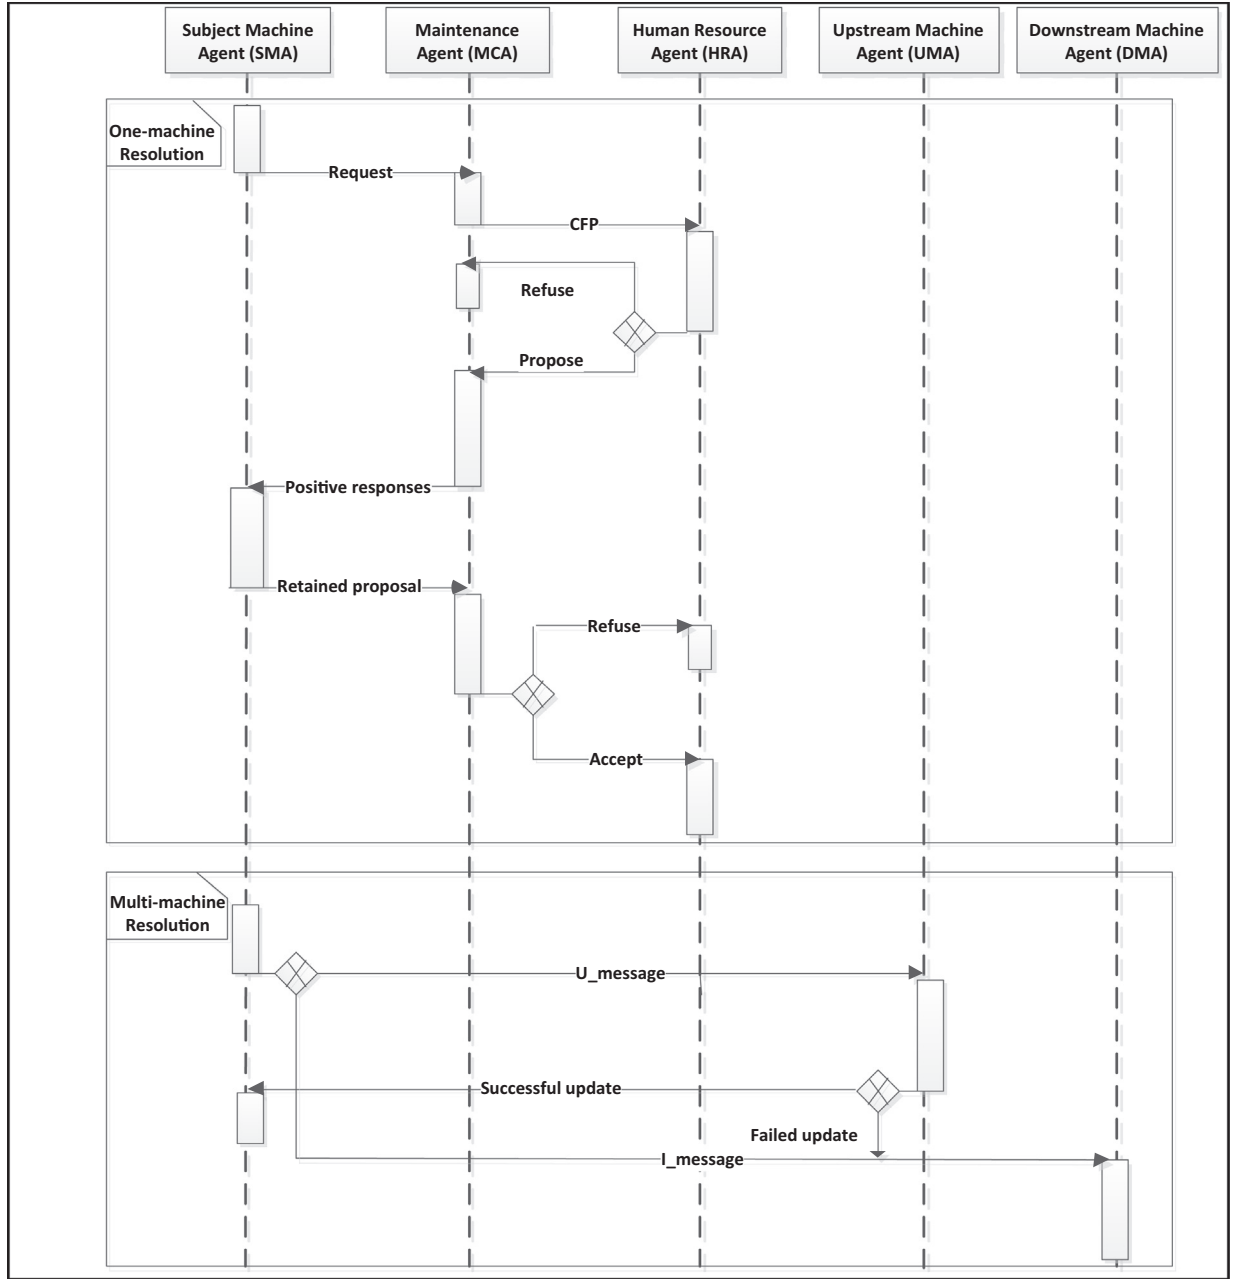 Subject Machine
Agent (SMA)
Maintenance
Agent (MCA)
Human Resource
Agent (HRA)
Upstream Machine
Agent (UMA)
Downstream Machine
Agent (DMA)
One-machine
Resolution
Request
CFP
Refuse
Propose
Positive responses
Retained proposal
Refuse
Accept
Multi-machine
Resolution
U_message
Successful update
Failed update
I_message